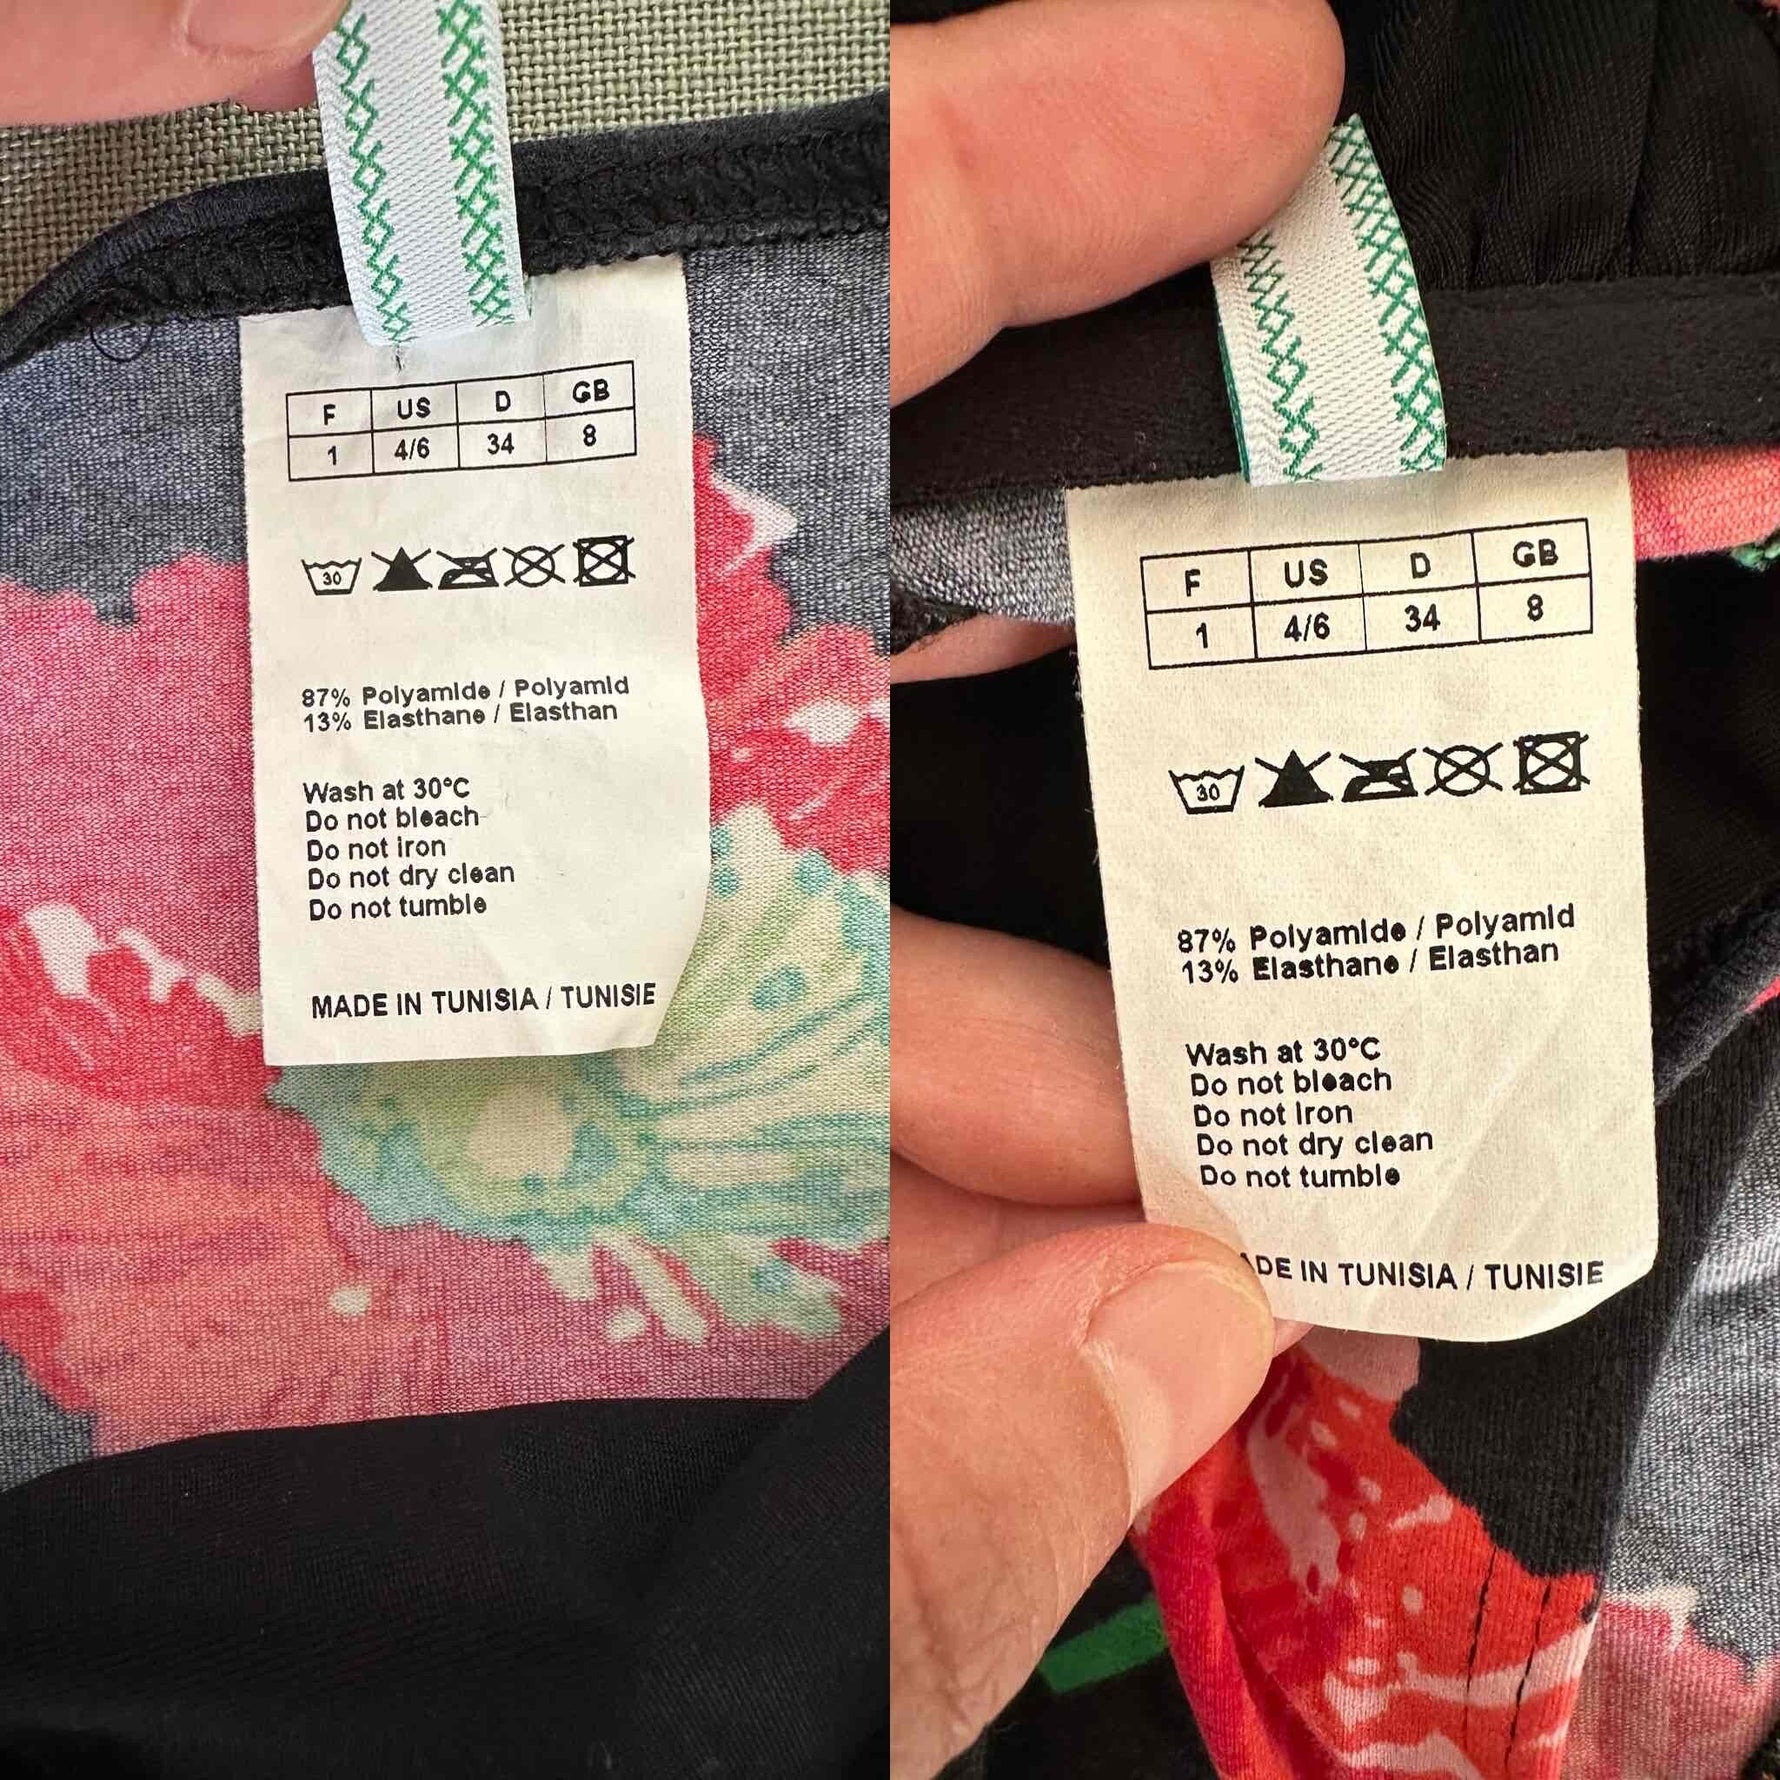 F US D GB
1 4/6 34 8
30
87% Polyamide / Polyamid
13% Elasthane / Elasthan
Wash at 30°C
Do not bleach
Do not iron
Do not dry clean
Do not tumble
MADE IN TUNISIA / TUNISIE
F US D GB
1 4/6 34 8
30
87% Polyamide / Polyamid
13% Elasthane / Elasthan
Wash at 30°C
Do not bleach
Do not Iron
Do not dry clean
Do not tumble
ADE IN TUNISIA / TUNISIE